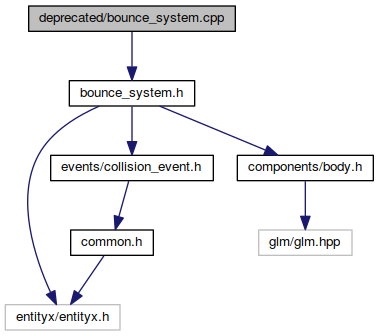 deprecated/bounce_system.cpp
bounce_system.h
events/collision_event.h
components/body.h
common.h
glm/glm.hpp
entityx/entityx.h